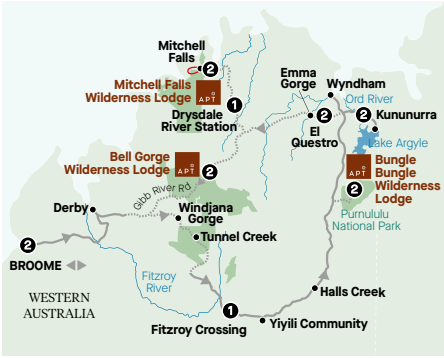 Mitchell
Falls
2
Mitchell Falls
Wilderness Lodge
APT
1
Drysdale
River Station
Emma
Gorge
Wyndham
Ord River
2
2
Kununurra
El
Questro
Lake Argyle
Bell Gorge
Wilderness Lodge
APT
2
APT
Bungle
Bungle
Wilderness
Lodge
2
Purnululu
National Park
Gibb River Rd
Derby
Windjana
Gorge
Tunnel Creek
2
BROOME
Fitzroy
River
WESTERN
AUSTRALIA
Halls Creek
1
Fitzroy Crossing
Yiyili Community